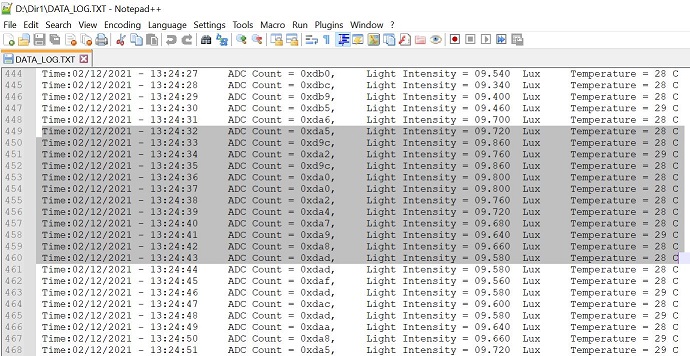 D:\Dir1\DATA_LOG.TXT - Notepad++
File Edit Search View Encoding Language Settings Tools Macro Run Plugins Window ?
DATA_LOG.TXT
444 Time:02/12/2021 - 13:24:27 ADC Count = 0xdb0, Light Intensity = 09.540 Lux Temperature = 28 C
445 Time:02/12/2021 - 13:24:28 ADC Count = 0xdbc, Light Intensity = 09.340 Lux Temperature = 28 C
446 Time:02/12/2021 - 13:24:29 ADC Count = 0xdb9, Light Intensity = 09.400 Lux Temperature = 28 C
447 Time:02/12/2021 - 13:24:30 ADC Count = 0xdb5, Light Intensity = 09.460 Lux Temperature = 29 C
448 Time:02/12/2021 - 13:24:31 ADC Count = 0xda6, Light Intensity = 09.700 Lux Temperature = 28 C
449 Time:02/12/2021 - 13:24:32 ADC Count = 0xda5, Light Intensity = 09.720 Lux Temperature = 28 C
450 Time:02/12/2021 - 13:24:33 ADC Count = 0xd9c, Light Intensity = 09.860 Lux Temperature = 28 C
451 Time:02/12/2021 - 13:24:34 ADC Count = 0xda2, Light Intensity = 09.760 Lux Temperature = 29 C
452 Time:02/12/2021 - 13:24:35 ADC Count = 0xd9c, Light Intensity = 09.860 Lux Temperature = 28 C
453 Time:02/12/2021 - 13:24:36 ADC Count = 0xda0, Light Intensity = 09.800 Lux Temperature = 28 C
454 Time:02/12/2021 - 13:24:37 ADC Count = 0xda0, Light Intensity = 09.800 Lux Temperature = 28 C
455 Time:02/12/2021 - 13:24:38 ADC Count = 0xda2, Light Intensity = 09.760 Lux Temperature = 28 C
456 Time:02/12/2021 - 13:24:39 ADC Count = 0xda4, Light Intensity = 09.720 Lux Temperature = 28 C
457 Time:02/12/2021 - 13:24:40 ADC Count = 0xda7, Light Intensity = 09.680 Lux Temperature = 28 C
458 Time:02/12/2021 - 13:24:41 ADC Count = 0xda9, Light Intensity = 09.640 Lux Temperature = 29 C
459 Time:02/12/2021 - 13:24:42 ADC Count = 0xda8, Light Intensity = 09.660 Lux Temperature = 28 C
460 Time:02/12/2021 - 13:24:43 ADC Count = 0xdad, Light Intensity = 09.580 Lux Temperature = 28 C
461 Time:02/12/2021 - 13:24:44 ADC Count = 0xdad, Light Intensity = 09.580 Lux Temperature = 28 C
462 Time:02/12/2021 - 13:24:45 ADC Count = 0xdaf, Light Intensity = 09.560 Lux Temperature = 28 C
463 Time:02/12/2021 - 13:24:46 ADC Count = 0xdad, Light Intensity = 09.580 Lux Temperature = 29 C
464 Time:02/12/2021 - 13:24:47 ADC Count = 0xdac, Light Intensity = 09.600 Lux Temperature = 28 C
465 Time:02/12/2021 - 13:24:48 ADC Count = 0xdad, Light Intensity = 09.580 Lux Temperature = 29 C
466 Time:02/12/2021 - 13:24:49 ADC Count = 0xdaa, Light Intensity = 09.640 Lux Temperature = 28 C
467 Time:02/12/2021 - 13:24:50 ADC Count = 0xda8, Light Intensity = 09.660 Lux Temperature = 29 C
468 Time:02/12/2021 - 13:24:51 ADC Count = 0xda5, Light Intensity = 09.720 Lux Temperature = 28 C